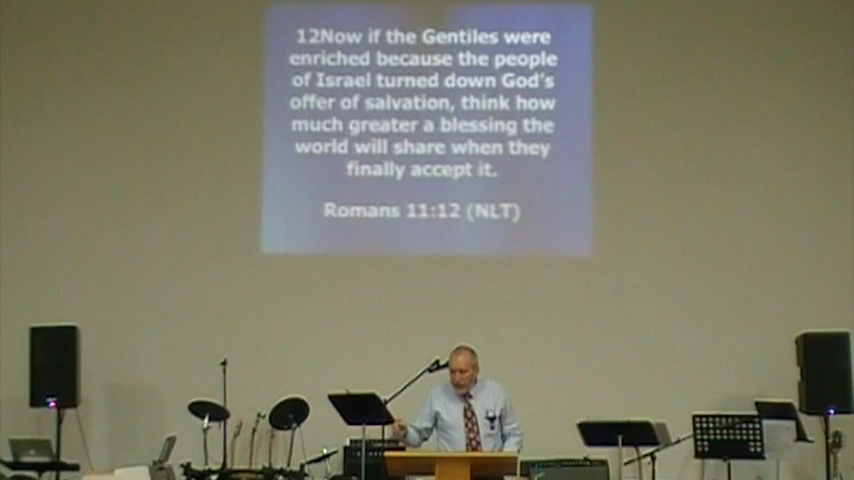 12Now if the Gentiles were
enriched because the people
of Israel turned down God's
offer of salvation, think how
much greater a blessing the
world will share when they
finally accept it.
Romans 11:12 (NLT)